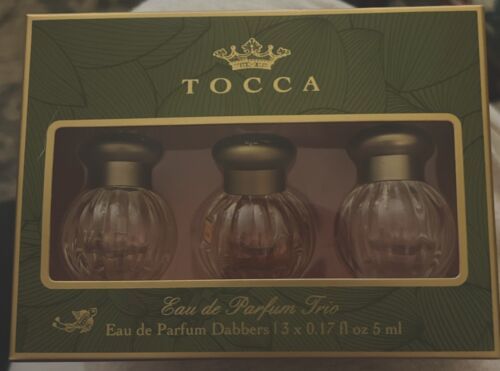 TOCCA
Eau de Parfum Trio
Eau de Parfum Dabbers | 3 x 0.17 fl oz 5 ml